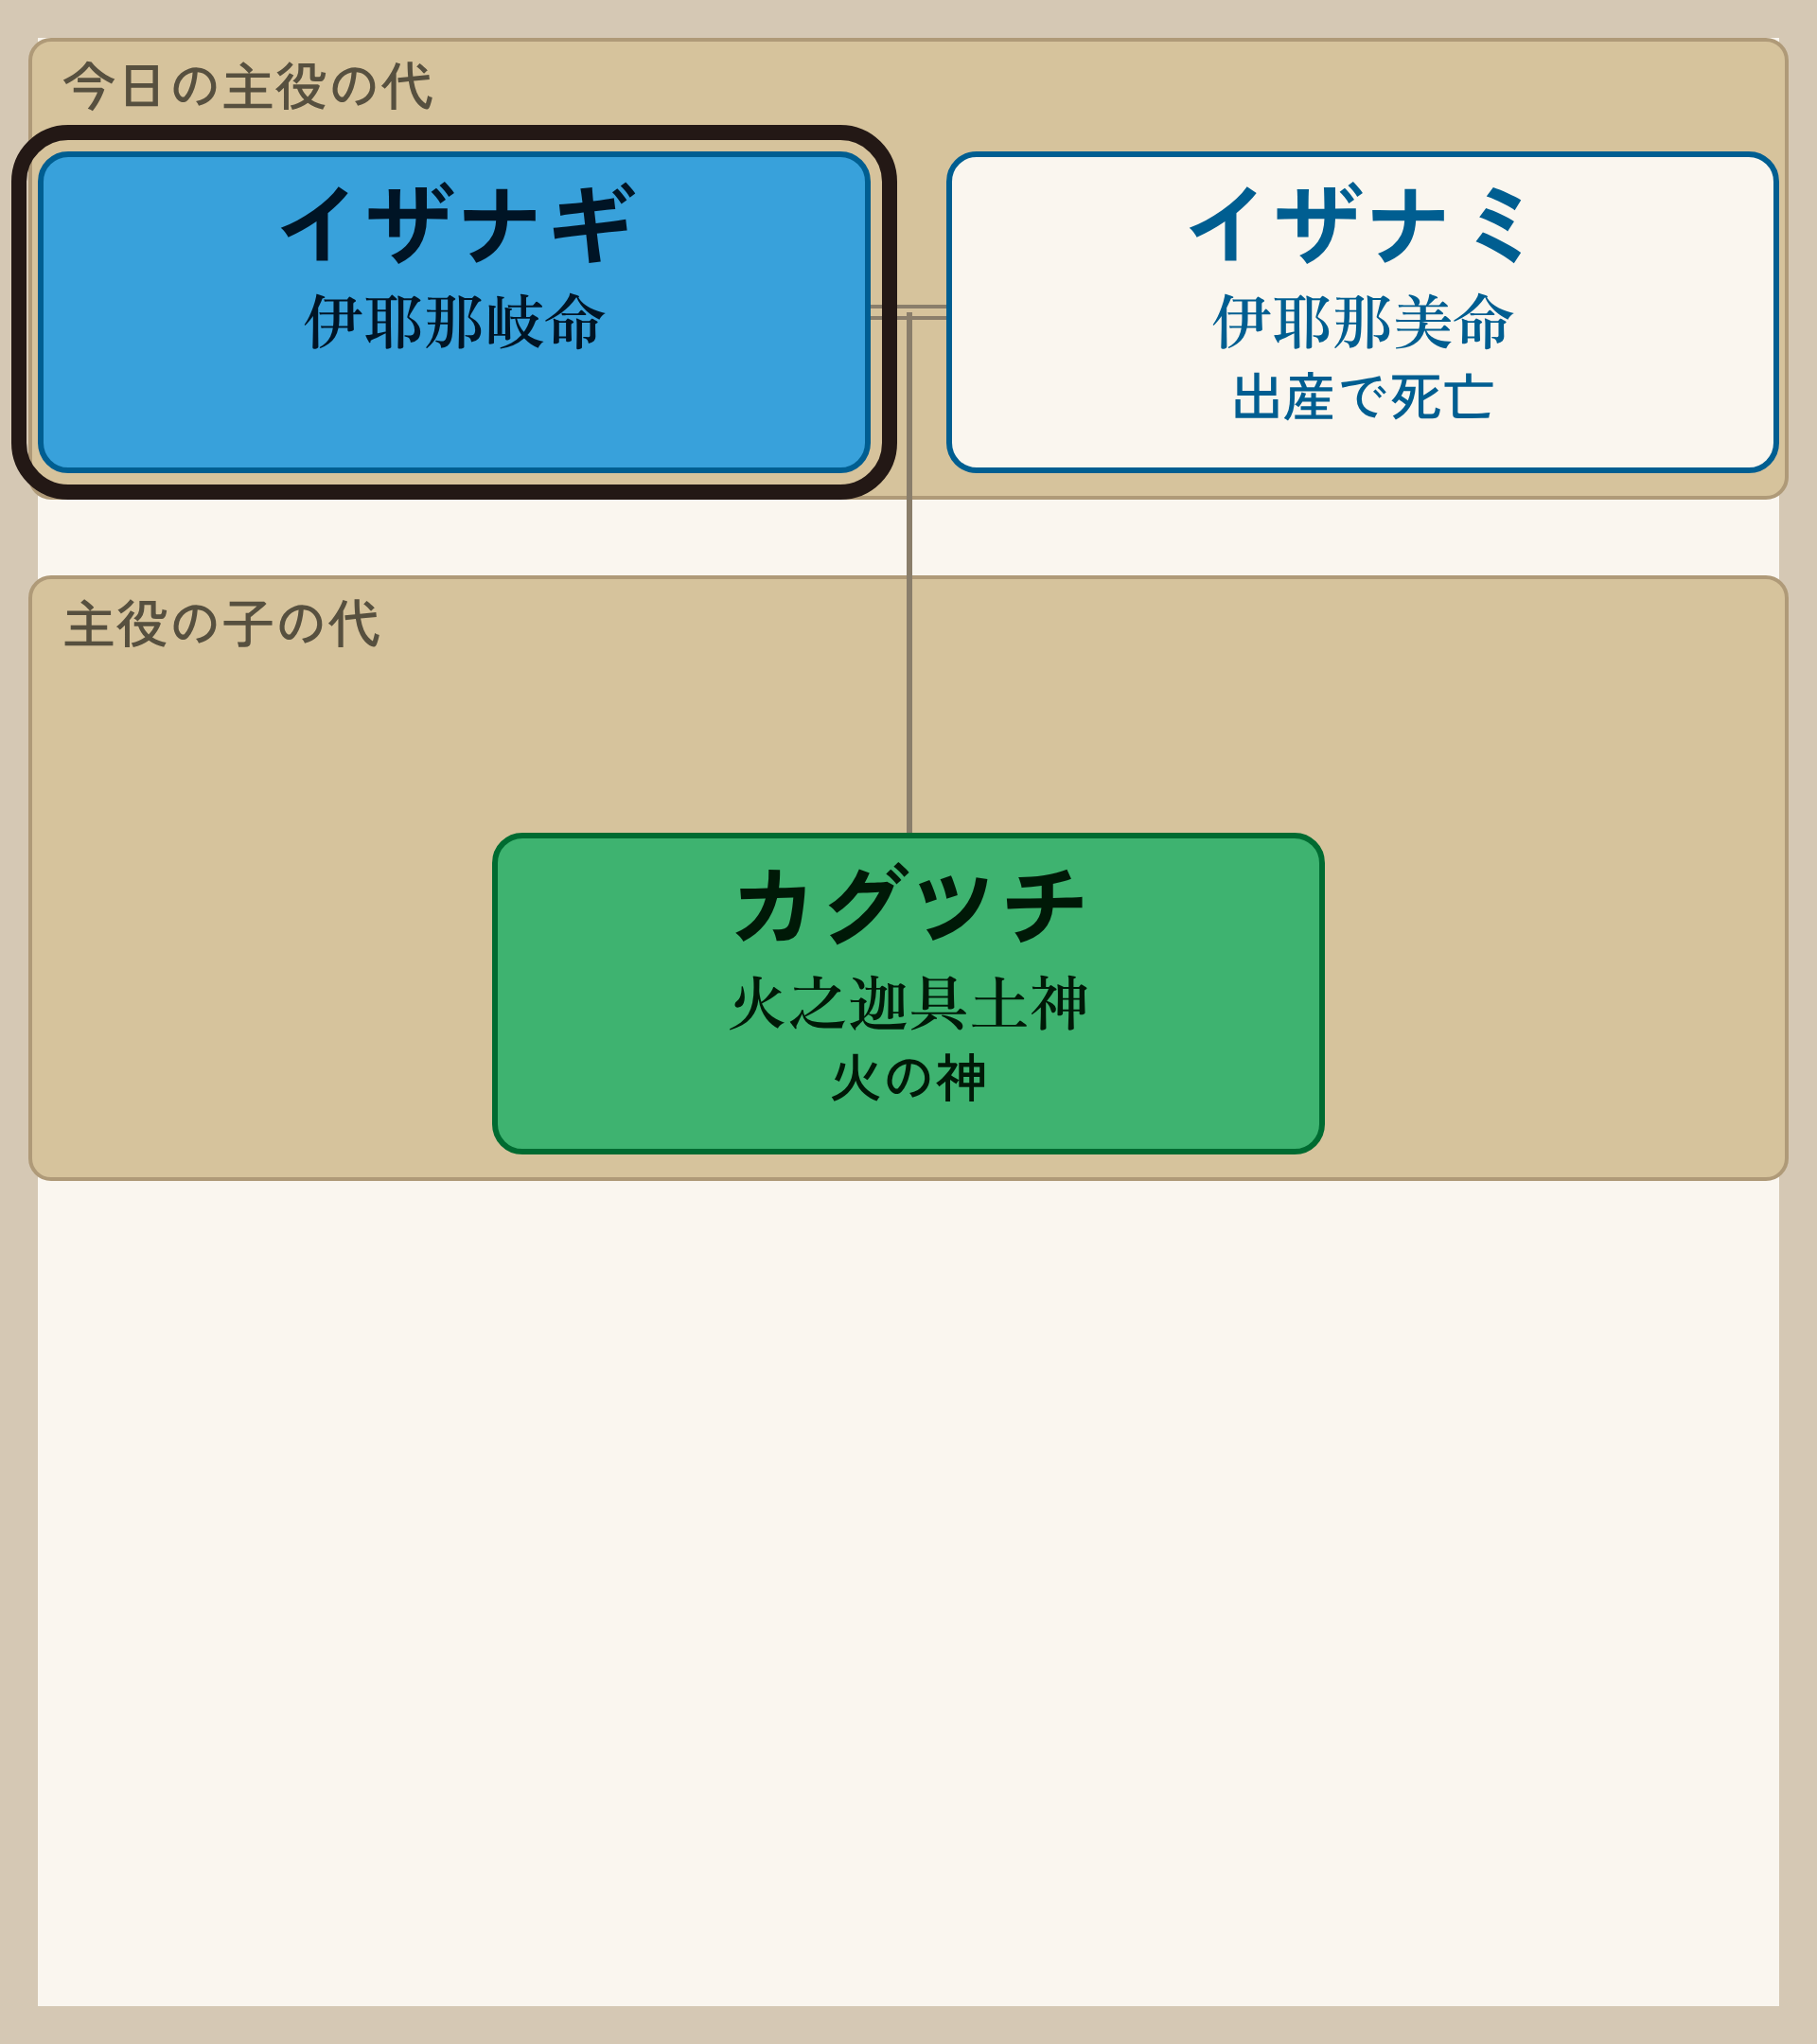 今日の主役の代
イザナギ
伊耶那岐命
イザナミ
伊耶那美命
出産で死亡
主役の子の代
カグツチ
火之迦具土神
火の神